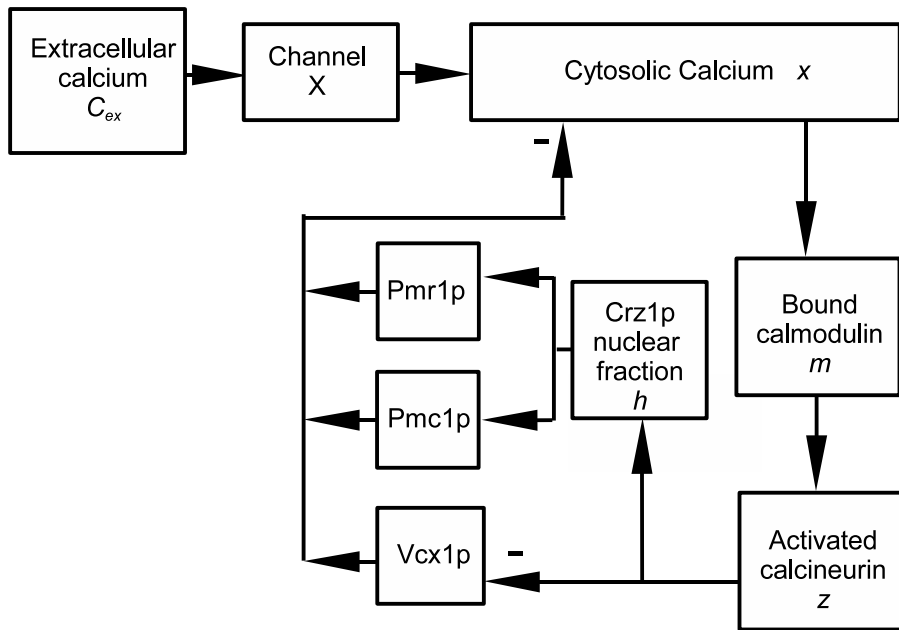 Extracellular
calcium
Cex
Channel
X
Cytosolic Calcium x
-
Pmr1p
Crz1p
nuclear
fraction
h
Bound
calmodulin
m
Pmc1p
Vcx1p
-
Activated
calcineurin
z